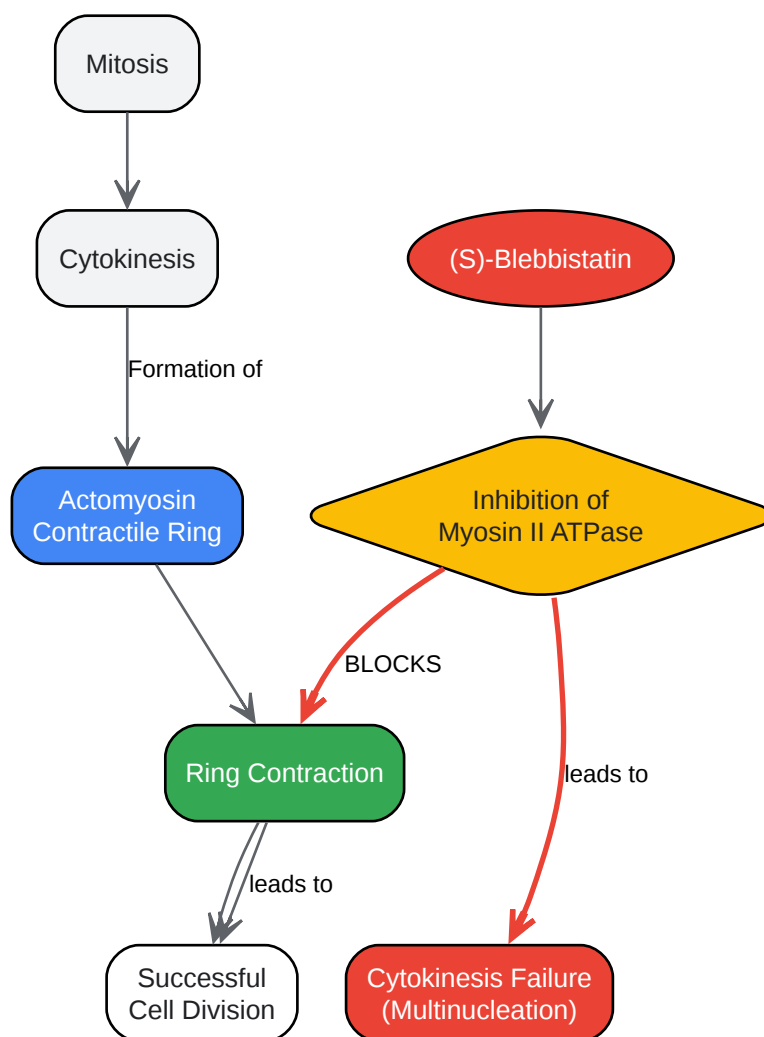 Mitosis
Cytokinesis
(S)-Blebbistatin
Formation of
Actomyosin
Contractile Ring
Inhibition of
Myosin II ATPase
BLOCKS
Ring Contraction
leads to
leads to
Successful
Cell Division
Cytokinesis Failure
(Multinucleation)